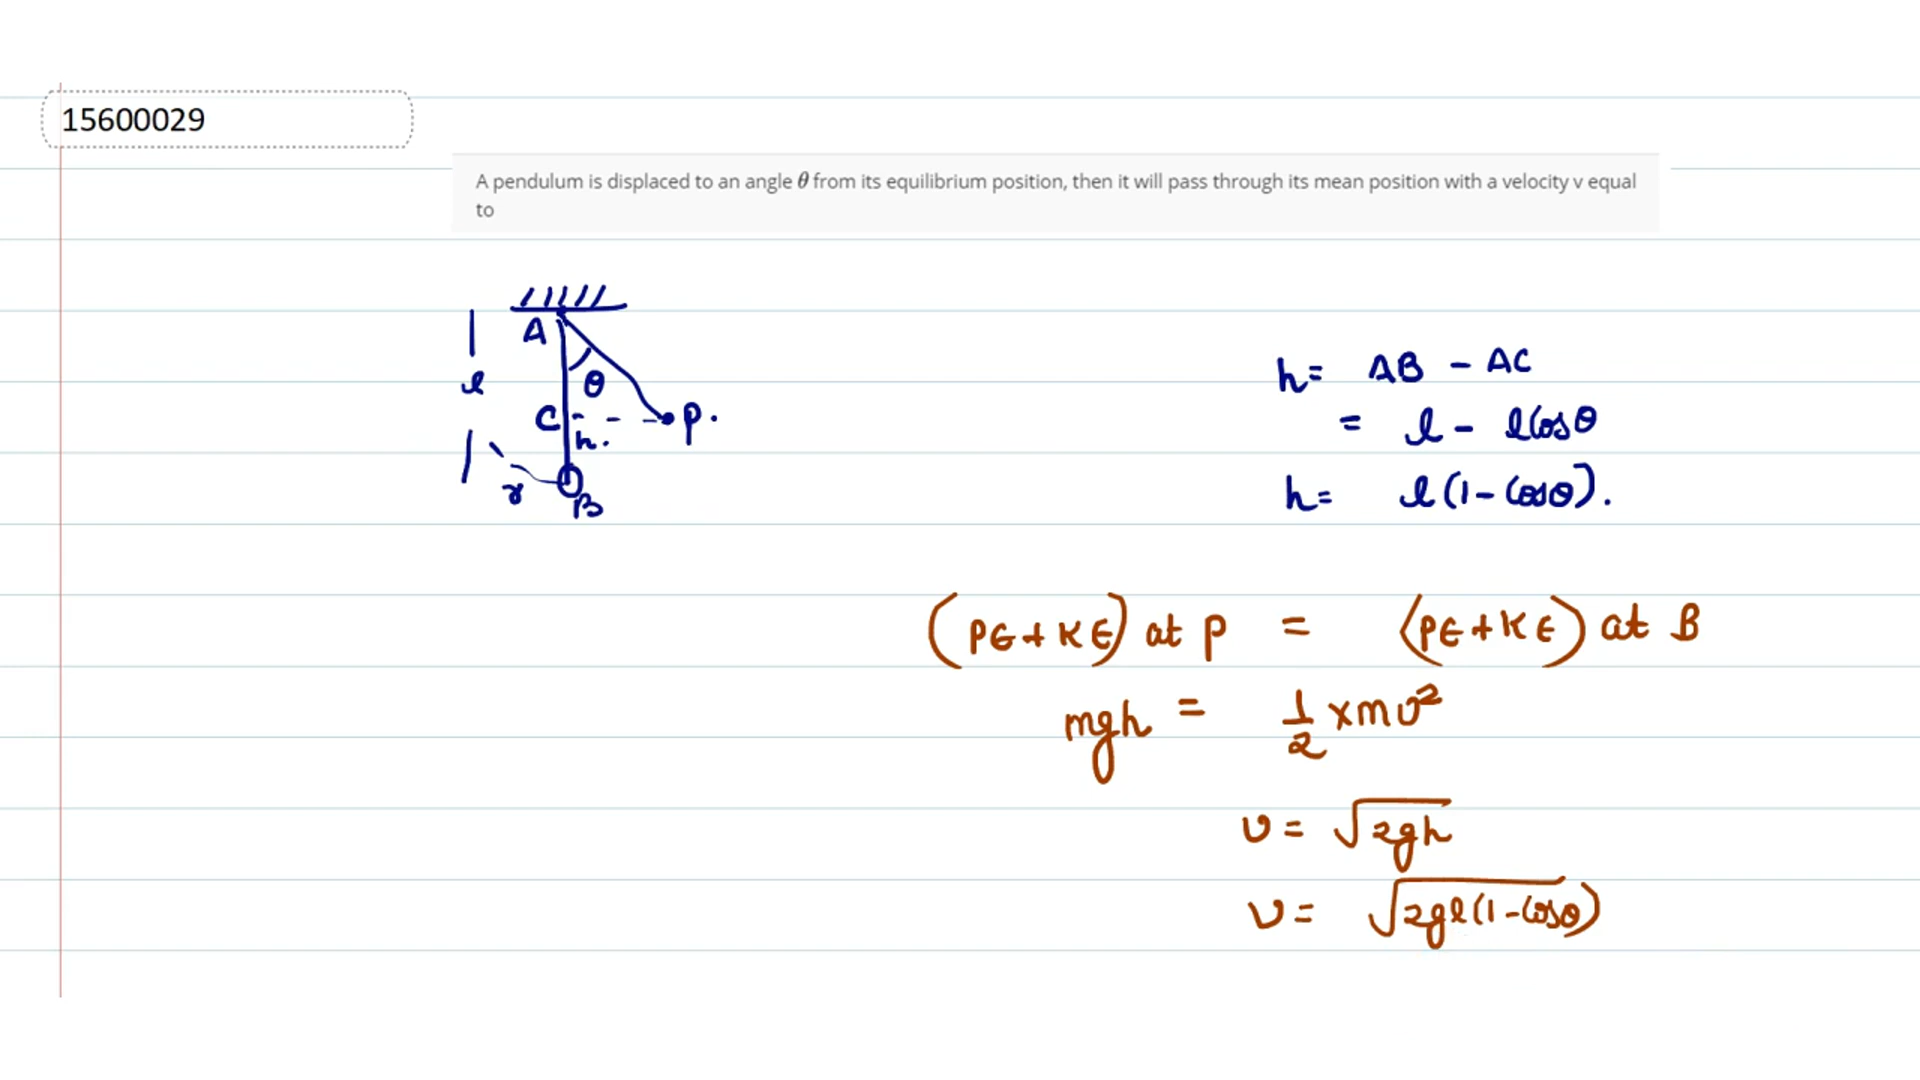 15600029
A pendulum is displaced to an angle θ from its equilibrium position, then it will pass through its mean position with a velocity v equal
to
A
l
θ
C
P.
h.
r
B
h = AB - AC
= l - l cos θ
h = l (1 - cos θ).
(PE + KE) at P = (PE + KE) at B
mgh = 1/2 x mv²
v = √2gh
v = √2gl(1-cosθ)